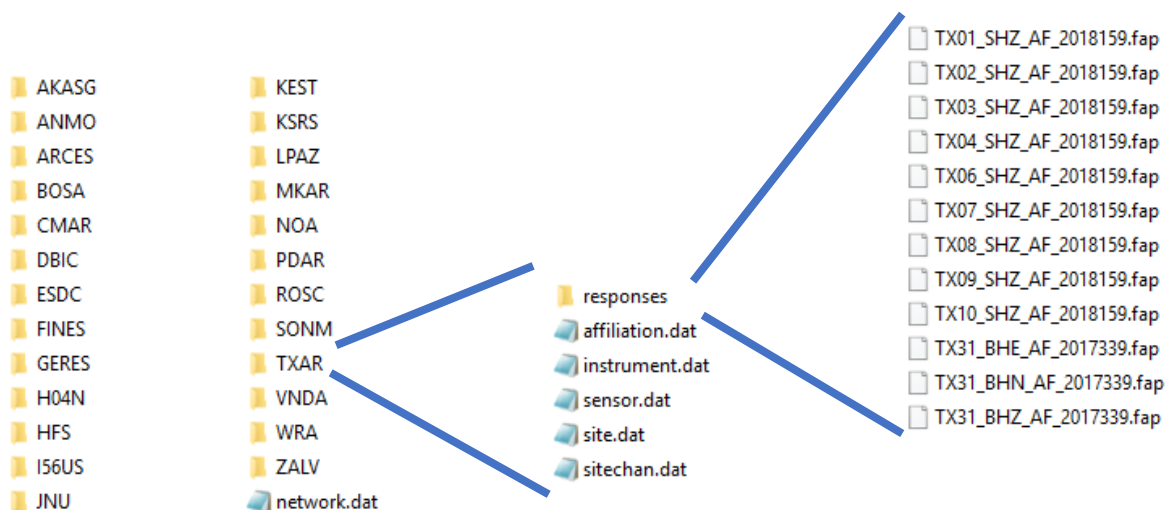 AKASG
ANMO
ARCES
BOSA
CMAR
DBIC
ESDC
FINES
GERES
H04N
HFS
I56US
JNU
KEST
KSRS
LPAZ
MKAR
NOA
PDAR
ROSC
SONM
TXAR
VNDA
WRA
ZALV
network.dat
responses
affiliation.dat
instrument.dat
sensor.dat
site.dat
sitechan.dat
TX01_SHZ_AF_2018159.fap
TX02_SHZ_AF_2018159.fap
TX03_SHZ_AF_2018159.fap
TX04_SHZ_AF_2018159.fap
TX06_SHZ_AF_2018159.fap
TX07_SHZ_AF_2018159.fap
TX08_SHZ_AF_2018159.fap
TX09_SHZ_AF_2018159.fap
TX10_SHZ_AF_2018159.fap
TX31_BHE_AF_2017339.fap
TX31_BHN_AF_2017339.fap
TX31_BHZ_AF_2017339.fap